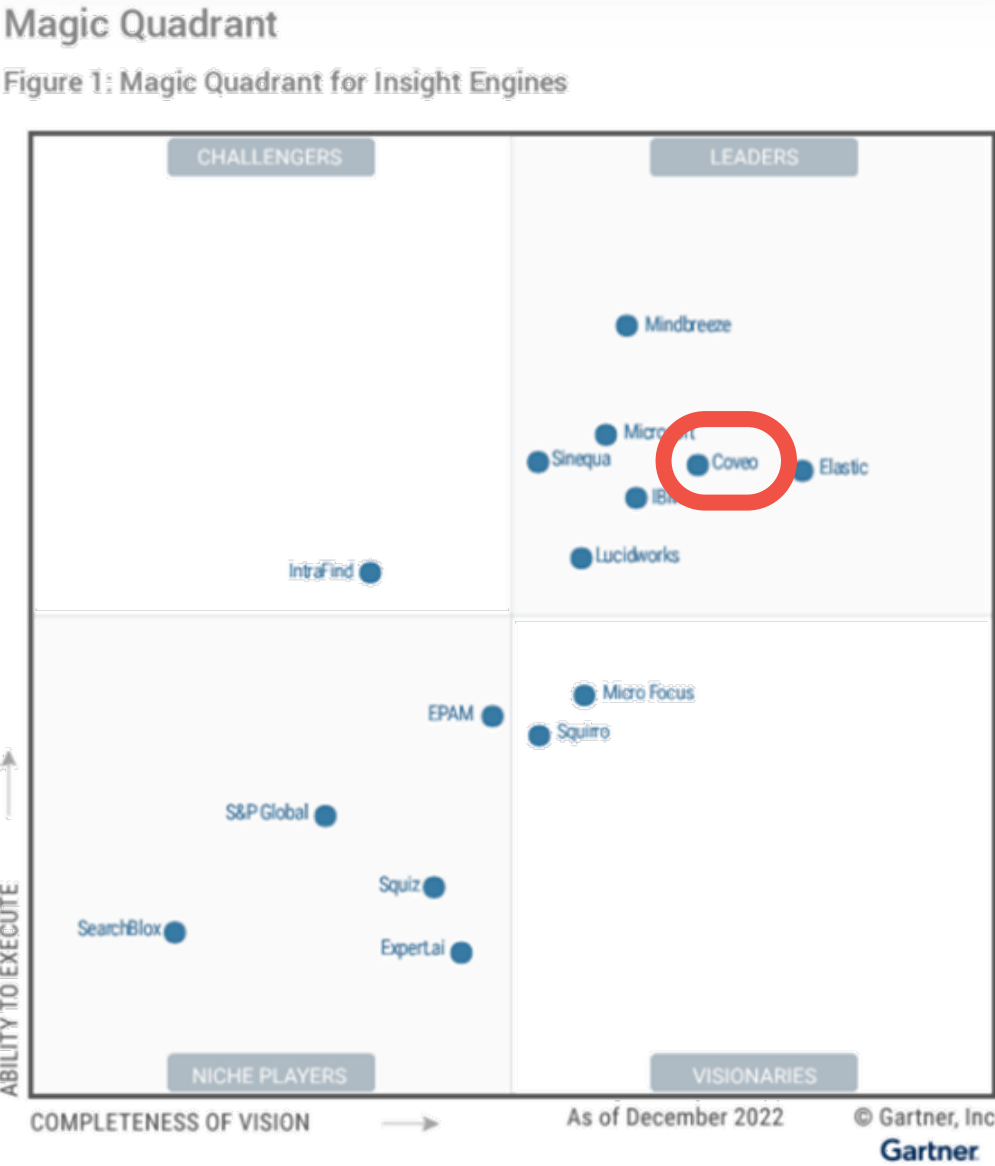 Magic Quadrant
Figure 1: Magic Quadrant for Insight Engines
CHALLENGERS
LEADERS
Mindbreeze
Sinequa
Coveo
Elastic
Lucidworks
IntraFind
Micro Focus
EPAM
Squirro
S&P Global
Squiz
SearchBlox
Expert.ai
NICHE PLAYERS
VISIONARIES
ABILITY TO EXECUTE
COMPLETENESS OF VISION
As of December 2022
© Gartner, Inc
Gartner